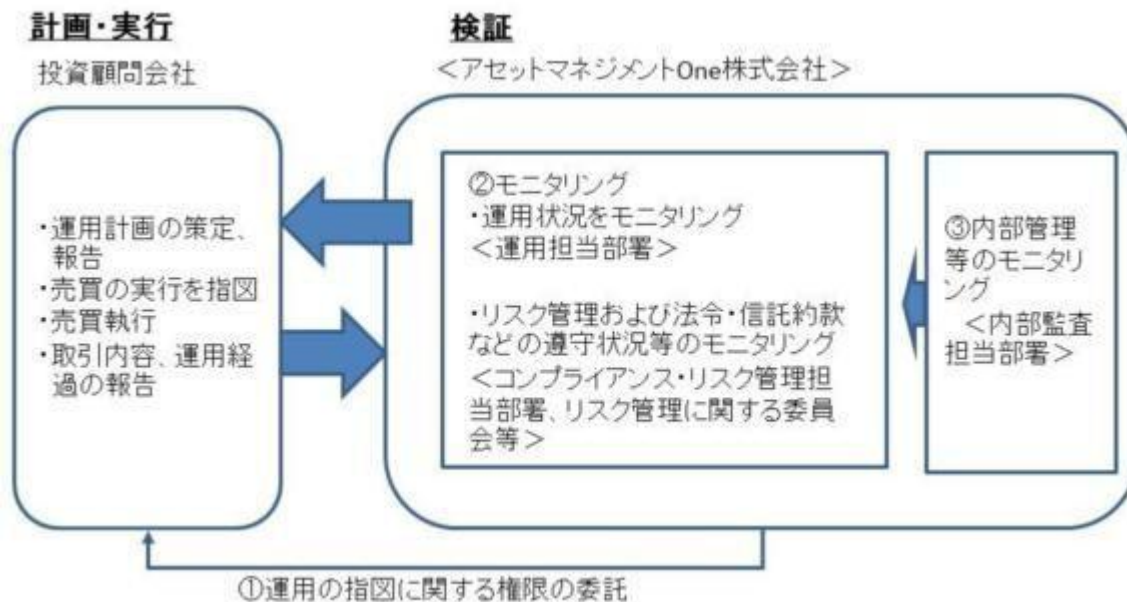 計画・実行
投資顧問会社
・運用計画の策定、
報告
・売買の実行を指図
・売買執行
・取引内容、運用経
過の報告
検証
＜アセットマネジメントOne株式会社＞
②モニタリング
・運用状況をモニタリング
＜運用担当部署＞
・リスク管理および法令・信託約款
などの遵守状況等のモニタリング
＜コンプライアンス・リスク管理担
当部署、リスク管理に関する委員
会等＞
③内部管理
等のモニタリ
ング
＜内部監査
担当部署＞
①運用の指図に関する権限の委託